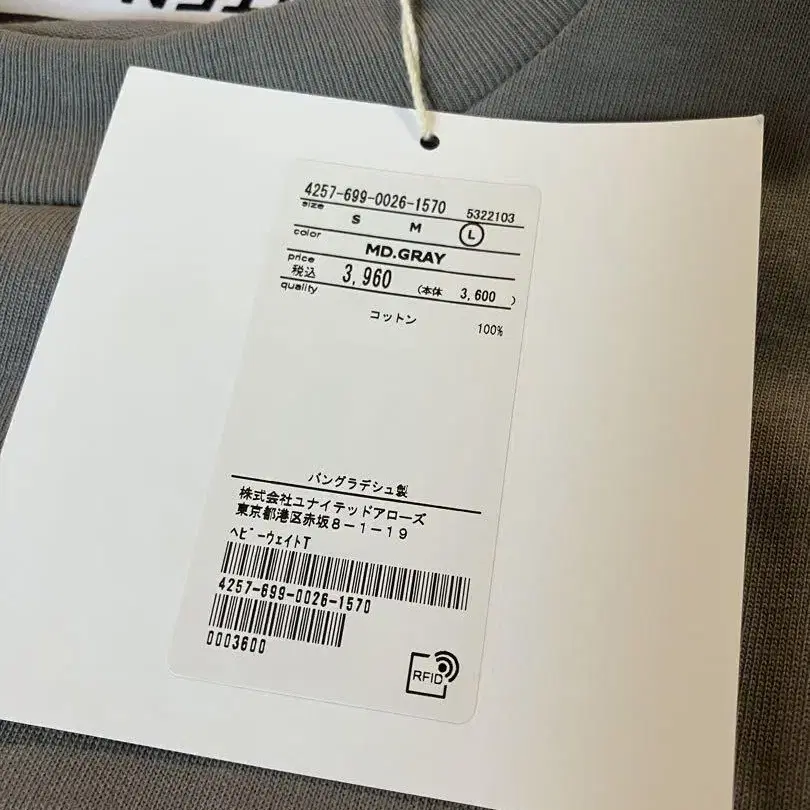 4257-699-0026-1570 5322103
size S M L
color MD.GRAY
price
税込 3,960 (本体 3,600 )
quality
コットン 100%
バングラデシュ製
株式会社ユナイテッドアローズ
東京都港区赤坂8-1-19
ヘビーウェイトT
4257-699-0026-1570
0003600
RFID